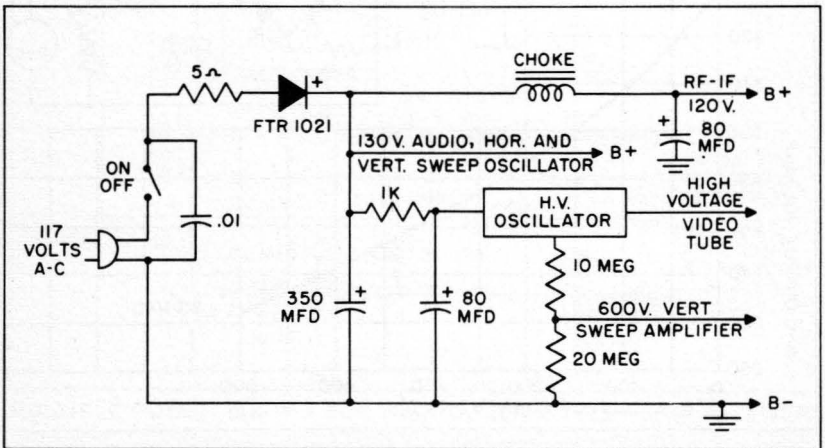 5Ω
+
FTR 1021
CHOKE
RF-IF
120 V.
B+
+
80
MFD
130 V. AUDIO, HOR. AND
VERT. SWEEP OSCILLATOR
B+
ON
OFF
.01
117
VOLTS
A-C
1K
H.V.
OSCILLATOR
HIGH
VOLTAGE
VIDEO
TUBE
350
MFD
+
80
MFD
+
10 MEG
600 V. VERT
SWEEP AMPLIFIER
20 MEG
B-